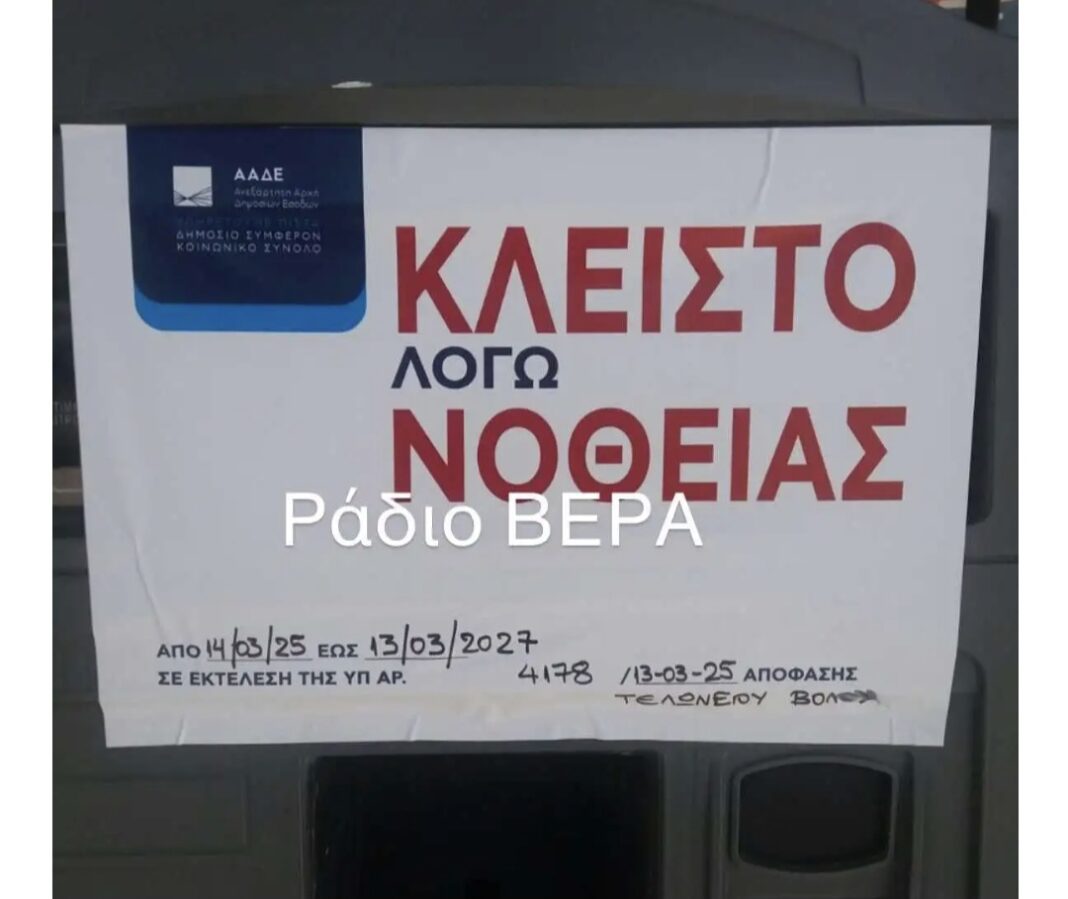 ΑΑΔΕ
Ανεξάρτητη Αρχή
Δημοσίων Εσόδων
ΔΗΜΟΣΙΟ ΣΥΜΦΕΡΟΝ
ΚΟΙΝΩΝΙΚΟ ΣΥΝΟΛΟ
ΚΛΕΙΣΤΟ
ΛΟΓΩ
ΝΟΘΕΙΑΣ
Ράδιο ΒΕΡΑ
ΑΠΟ 14/03/25 ΕΩΣ 13/03/2027
ΣΕ ΕΚΤΕΛΕΣΗ ΤΗΣ ΥΠ ΑΡ. 4178 /13-03-25 ΑΠΟΦΑΣΗΣ
ΤΕΛΩΝΕΙΟΥ